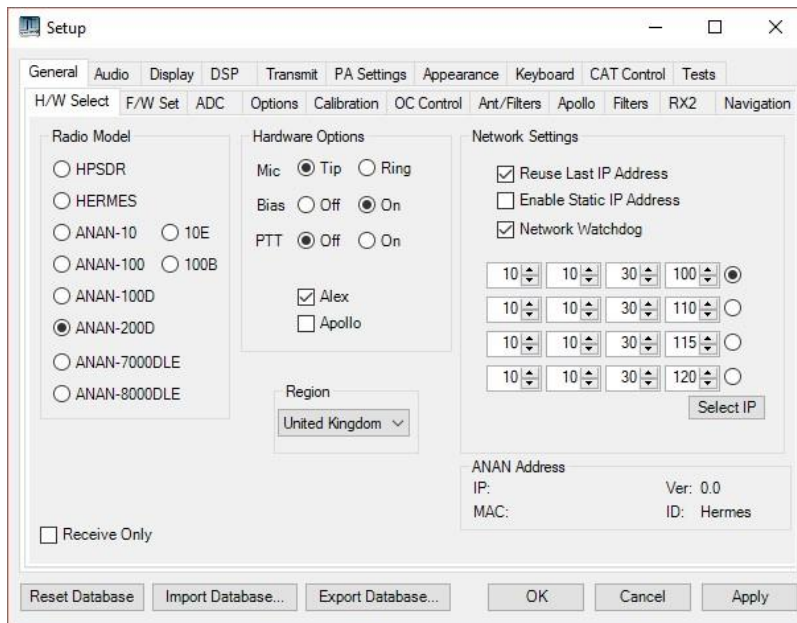 Setup
General Audio Display DSP Transmit PA Settings Appearance Keyboard CAT Control Tests
H/W Select F/W Set ADC Options Calibration OC Control Ant/Filters Apollo Filters RX2 Navigation
Radio Model
HPSDR
HERMES
ANAN-10 10E
ANAN-100 100B
ANAN-100D
ANAN-200D
ANAN-7000DLE
ANAN-8000DLE
Hardware Options
Mic Tip Ring
Bias Off On
PTT Off On
Alex
Apollo
Region
United Kingdom
Network Settings
Reuse Last IP Address
Enable Static IP Address
Network Watchdog
10 10 30 100
10 10 30 110
10 10 30 115
10 10 30 120
Select IP
ANAN Address
IP: Ver: 0.0
MAC: ID: Hermes
Receive Only
Reset Database Import Database... Export Database... OK Cancel Apply